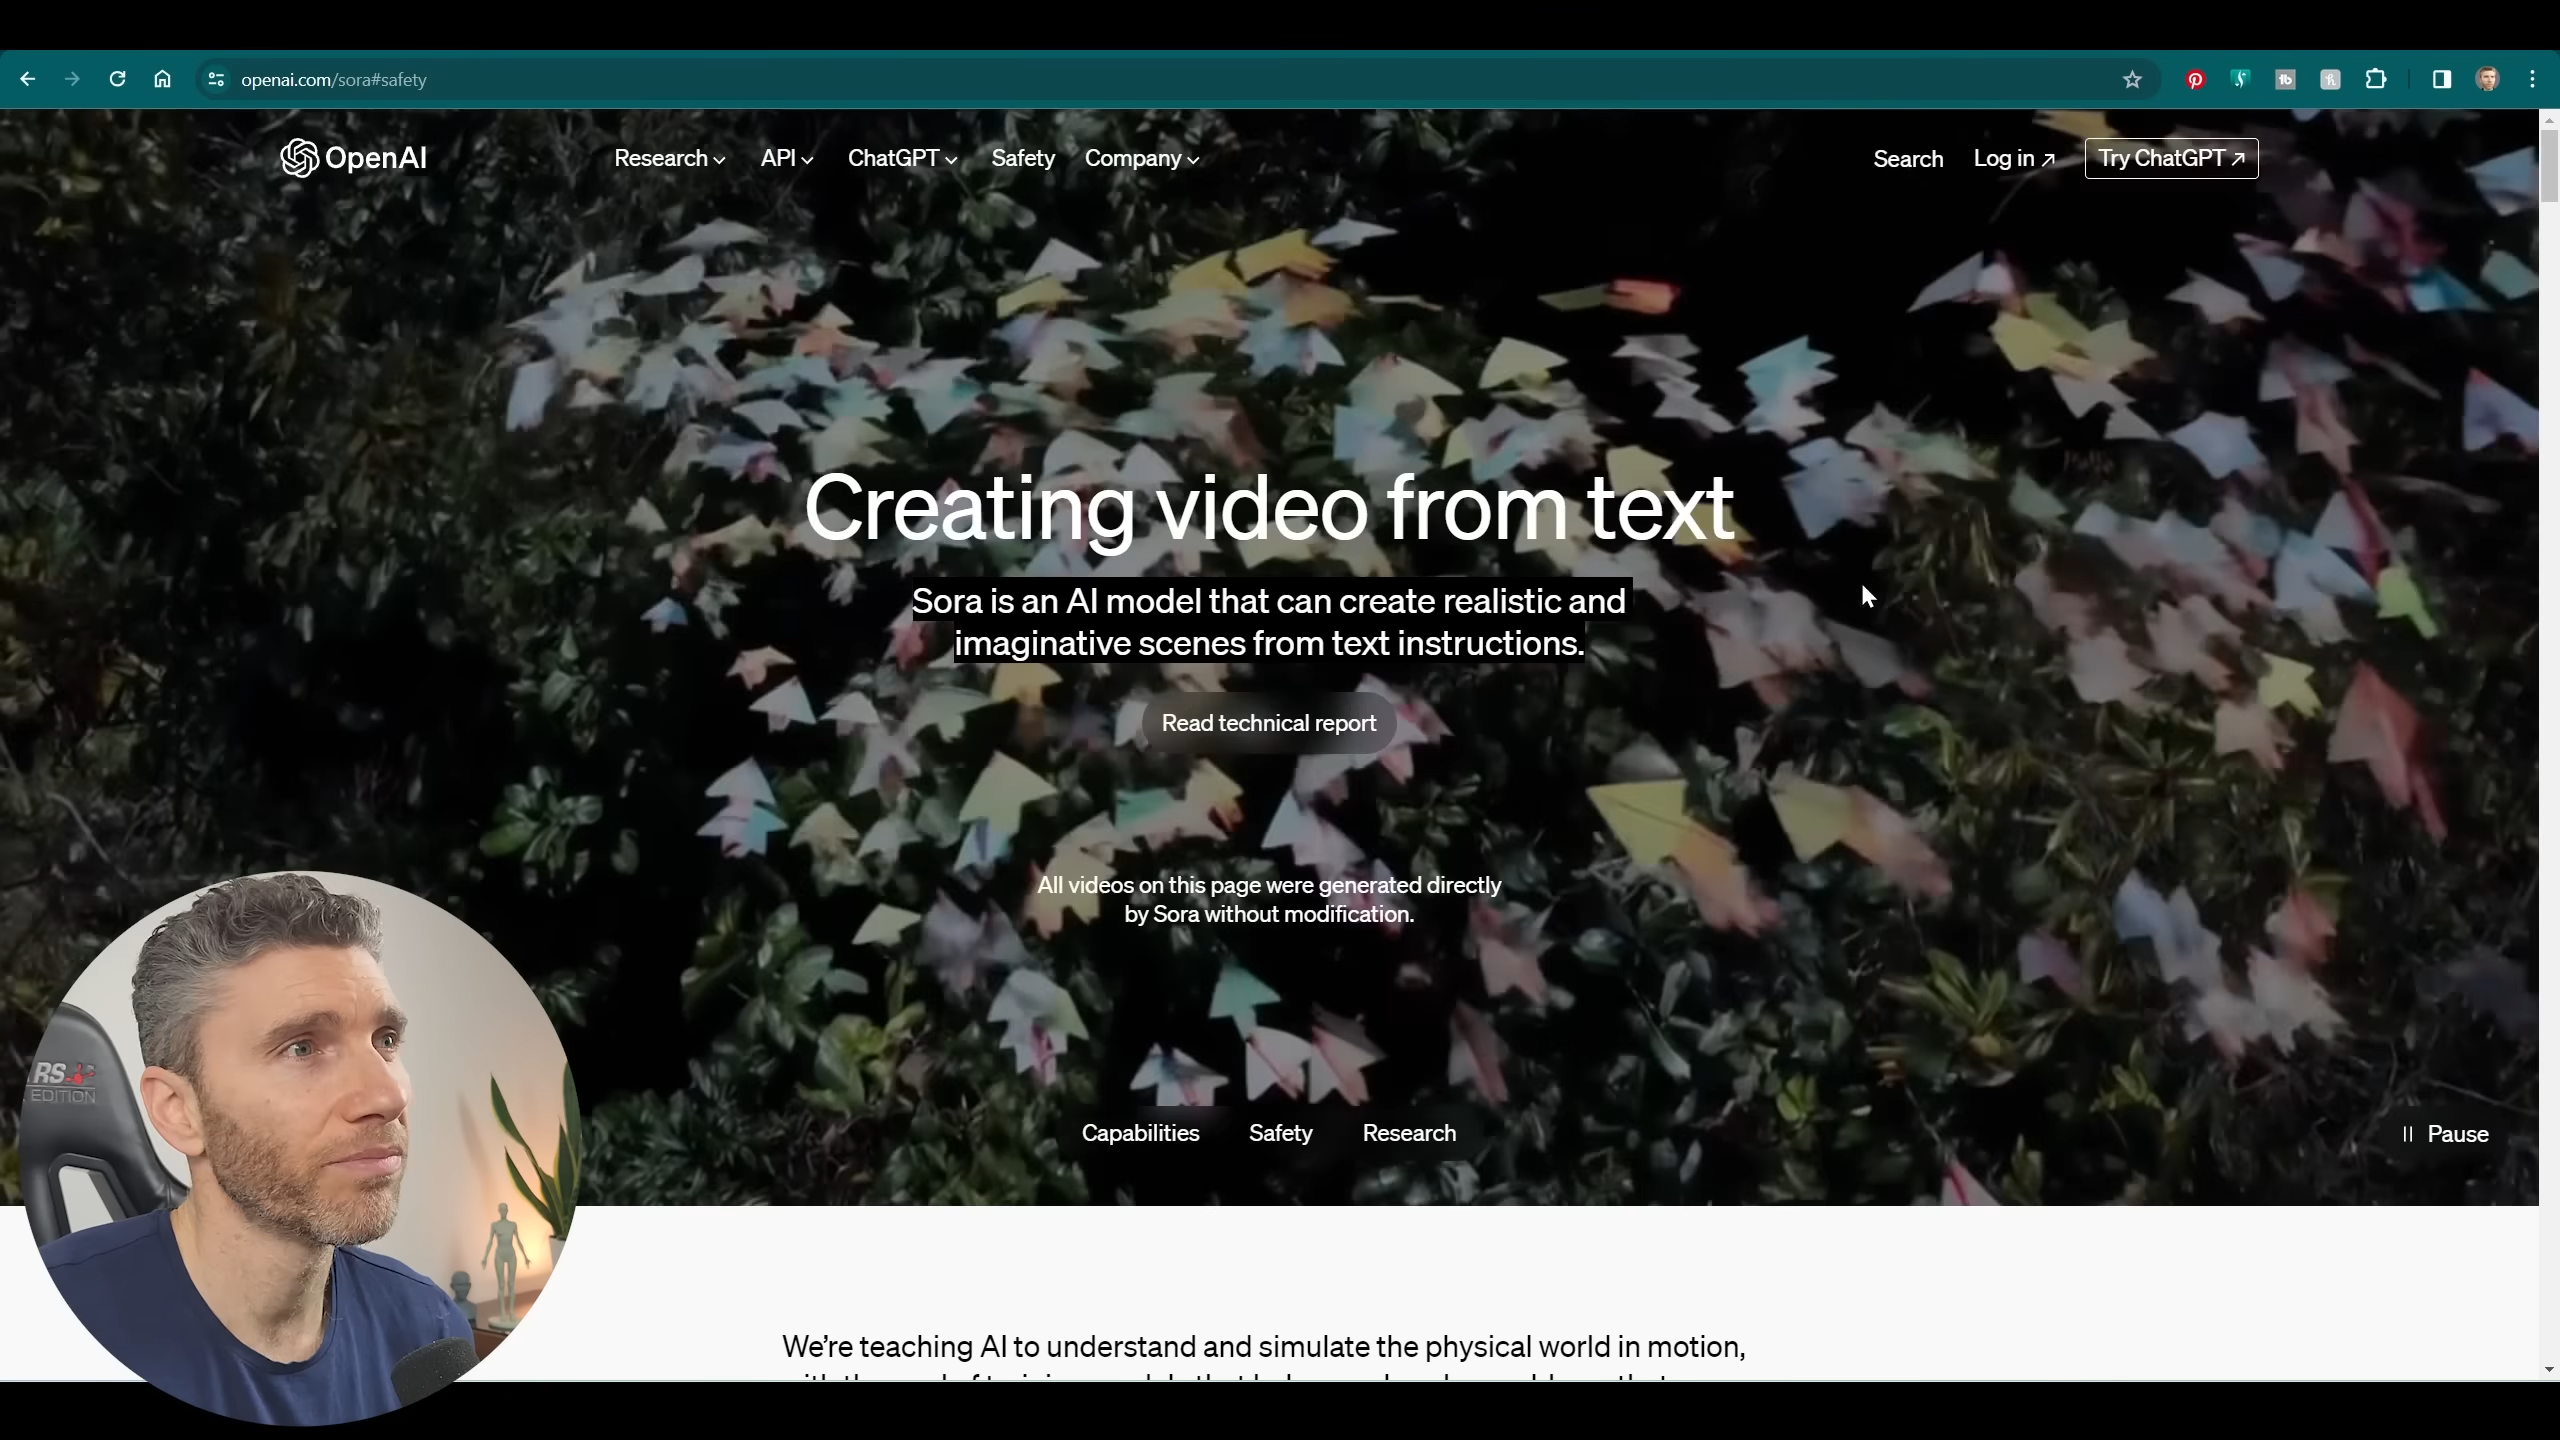 openai.com/sora#safety
OpenAI
Research
API
ChatGPT
Safety
Company
Search
Log in
Try ChatGPT
Creating video from text
Sora is an AI model that can create realistic and
imaginative scenes from text instructions.
Read technical report
All videos on this page were generated directly
by Sora without modification.
Capabilities
Safety
Research
Pause
RS
EDITION
We’re teaching AI to understand and simulate the physical world in motion,